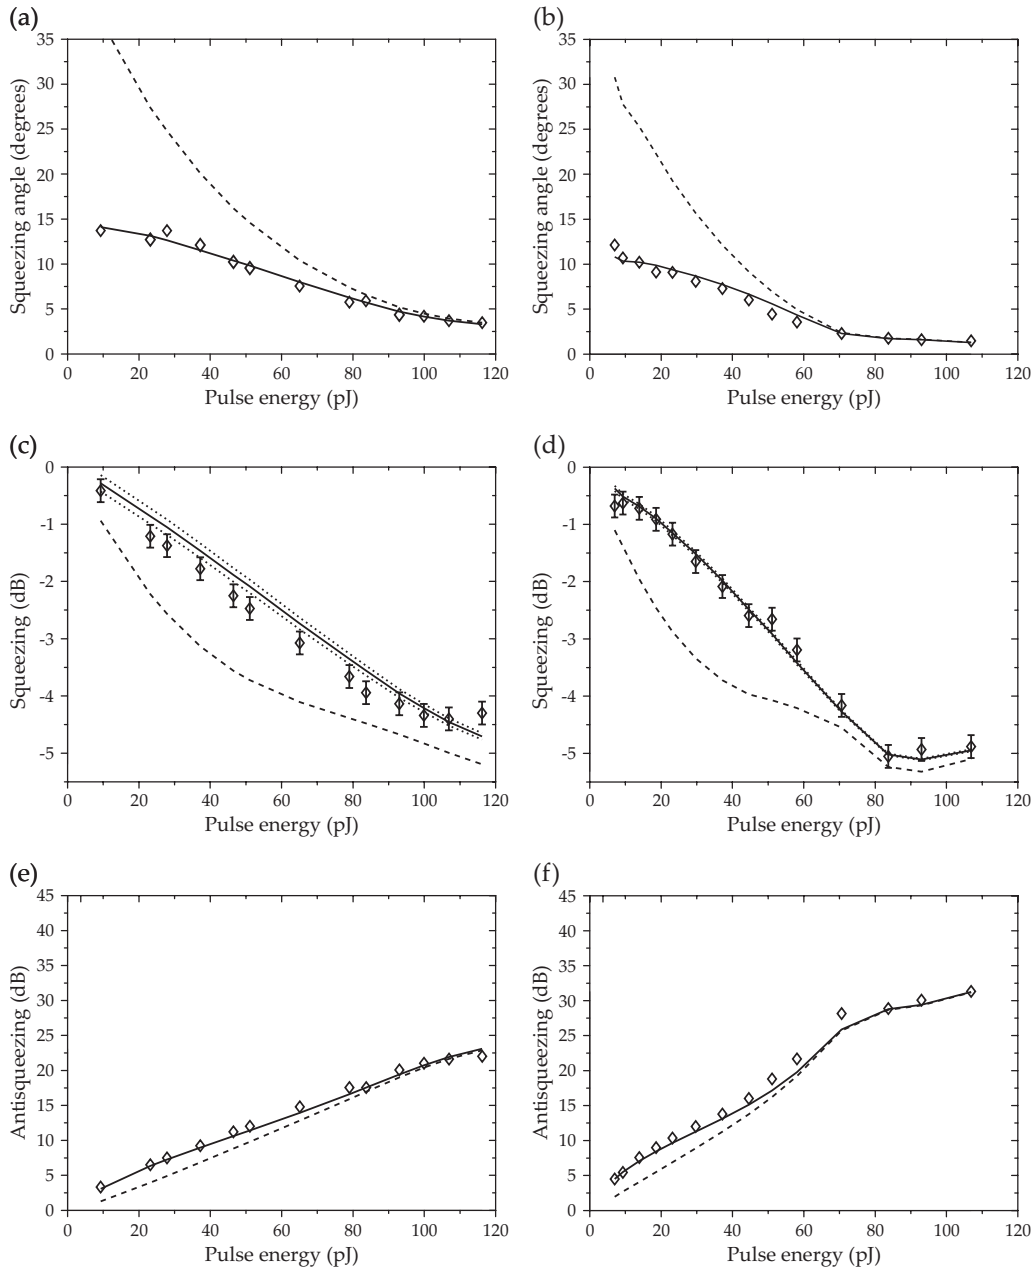 (a)
(b)
35
30
25
20
15
10
5
0
Squeezing angle (degrees)
0 20 40 60 80 100 120
Pulse energy (pJ)
35
30
25
20
15
10
5
0
Squeezing angle (degrees)
0 20 40 60 80 100 120
Pulse energy (pJ)
(c)
(d)
0
-1
-2
-3
-4
-5
Squeezing (dB)
0 20 40 60 80 100 120
Pulse energy (pJ)
0
-1
-2
-3
-4
-5
Squeezing (dB)
0 20 40 60 80 100 120
Pulse energy (pJ)
(e)
(f)
45
40
35
30
25
20
15
10
5
0
Antisqueezing (dB)
0 20 40 60 80 100 120
Pulse energy (pJ)
45
40
35
30
25
20
15
10
5
0
Antisqueezing (dB)
0 20 40 60 80 100 120
Pulse energy (pJ)